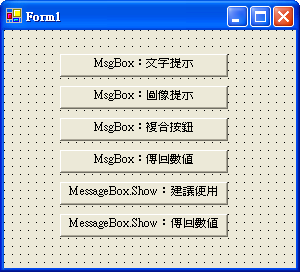 Form1
MsgBox：文字提示
MsgBox：圖像提示
MsgBox：複合按鈕
MsgBox：傳回數值
MessageBox.Show：建議使用
MessageBox.Show：傳回數值